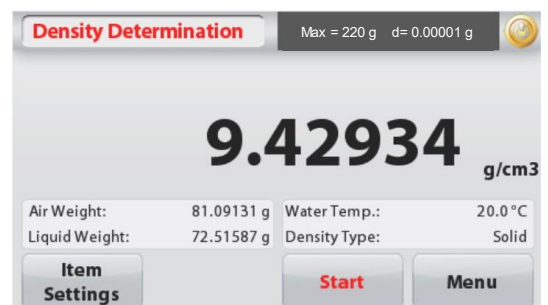 Density Determination Max = 220 g d= 0.00001 g
9.42934 g/cm3
Air Weight: 81.09131 g Water Temp.: 20.0°C
Liquid Weight: 72.51587 g Density Type: Solid
Item Settings Start Menu